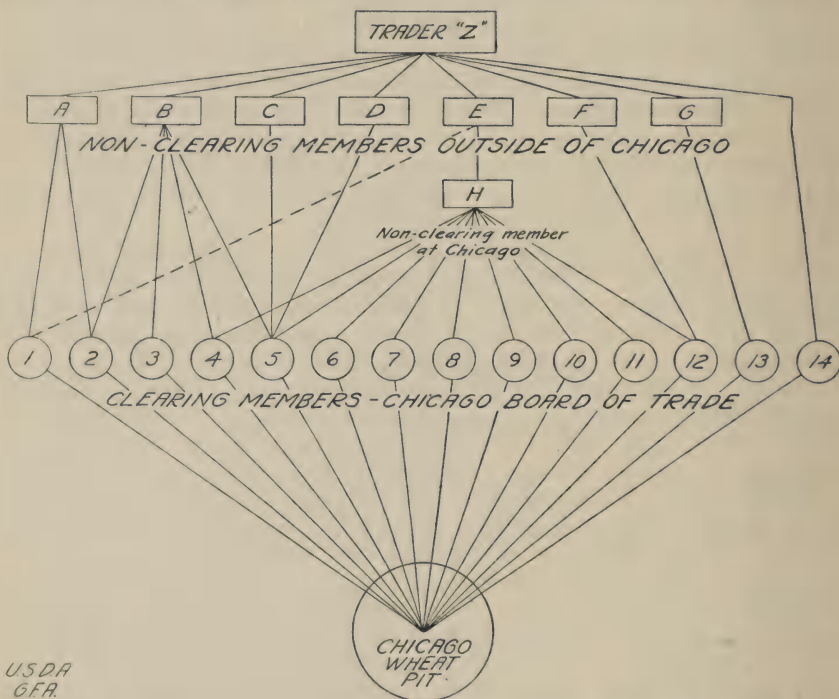 TRADER "Z"
A B C D E F G
NON-CLEARING MEMBERS OUTSIDE OF CHICAGO
H
Non-clearing member
at Chicago
1 2 3 4 5 6 7 8 9 10 11 12 13 14
CLEARING MEMBERS-CHICAGO BOARD OF TRADE
CHICAGO
WHEAT
PIT.
U.S.D.A
G.F.A.